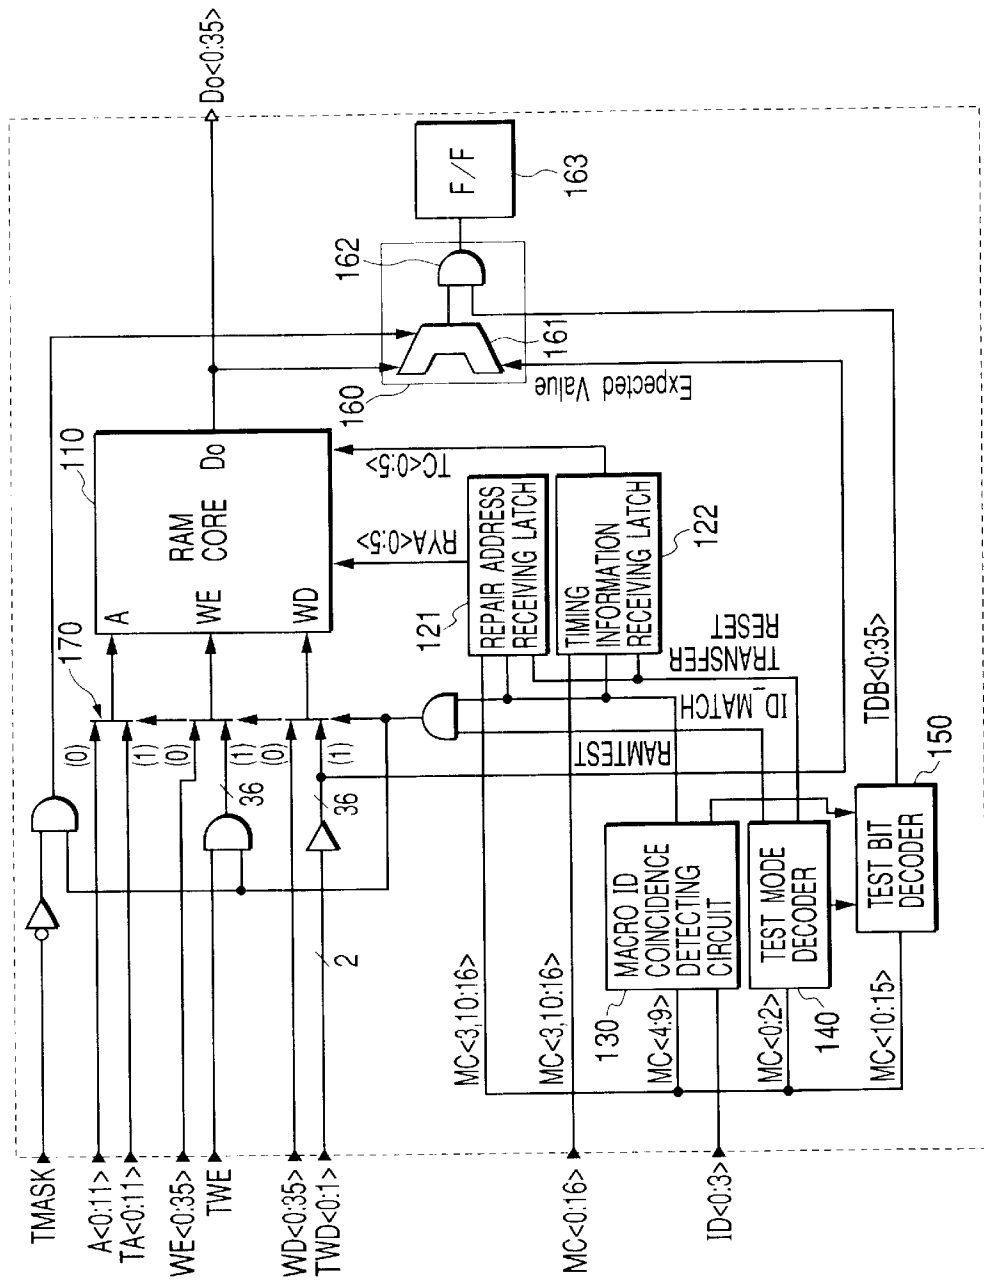 TMASK
A<0:11>
TA<0:11>
WE<0:35>
TWE
WD<0:35>
TWD<0:1>
MC<0:16>
ID<0:3>
(0)
(1)
(0)
(1)
(0)
(1)
36
36
2
170
110
A
WE
WD
RAM
CORE
Do
Do<0:35>
RYA<0:5>
TC<0:5>
160
161
162
F/F
163
Expected Value
121
REPAIR ADDRESS
RECEIVING LATCH
TIMING
INFORMATION
RECEIVING LATCH
122
TRANSFER
RESET
ID_MATCH
RAMTEST
MC<3,10:16>
MC<3,10:16>
MC<4:9>
MC<0:2>
MC<10:15>
130
MACRO ID
COINCIDENCE
DETECTING
CIRCUIT
140
TEST MODE
DECODER
150
TEST BIT
DECODER
TDB<0:35>